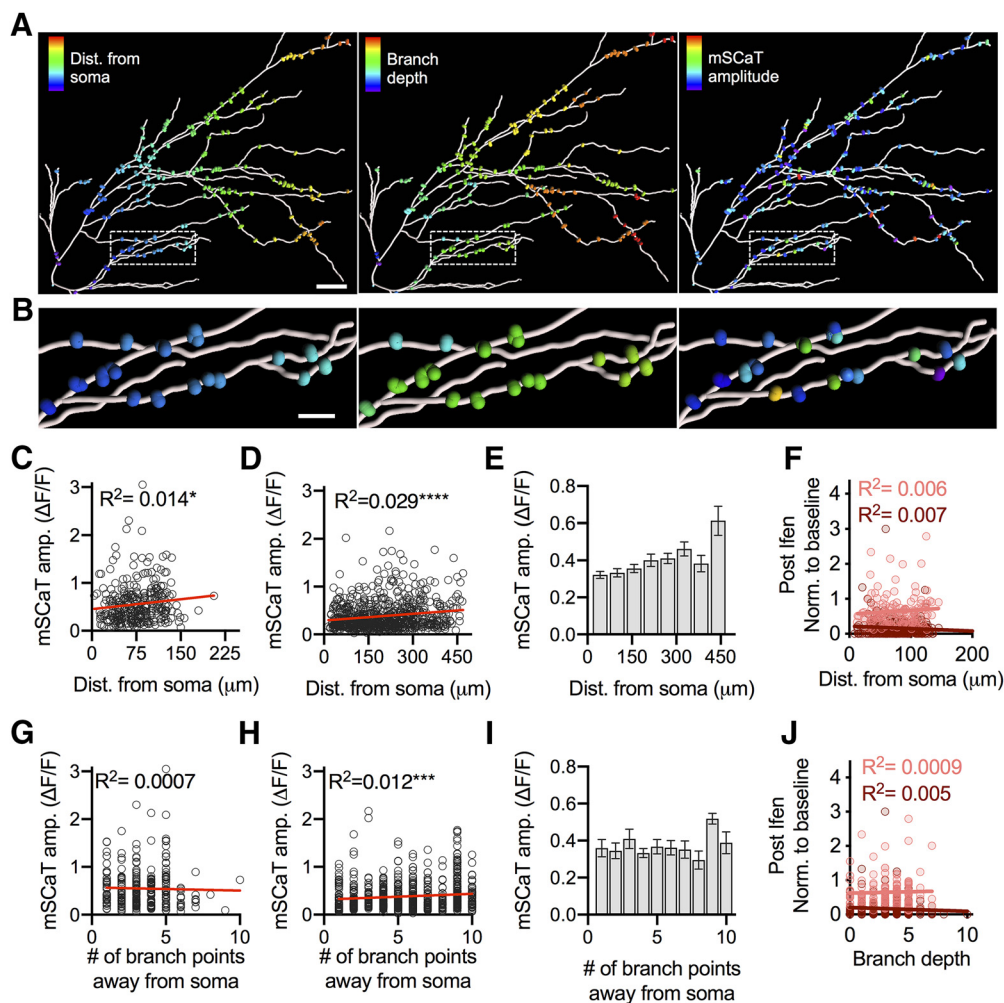 A
Dist. from
soma
Branch
depth
mSCaT
amplitude
B
C
R²= 0.014*
mSCaT amp. (ΔF/F)
3
2
1
0
0 75 150 225
Dist. from soma (μm)
D
R²=0.029****
mSCaT amp. (ΔF/F)
3
2
1
0
0 150 300 450
Dist. from soma (μm)
E
mSCaT amp. (ΔF/F)
0.8
0.6
0.4
0.2
0.0
0 150 300 450
Dist. from soma (μm)
F
R²= 0.006
R²= 0.007
Post Ifen
Norm. to baseline
4
3
2
1
0
0 100 200
Dist. from soma (μm)
G
R²= 0.0007
mSCaT amp. (ΔF/F)
3
2
1
0
0 5 10
# of branch points
away from soma
H
R²=0.012***
mSCaT amp. (ΔF/F)
3
2
1
0
0 5 10
# of branch points
away from soma
I
mSCaT amp. (ΔF/F)
0.8
0.6
0.4
0.2
0.0
0 5 10
# of branch points
away from soma
J
R²= 0.0009
R²= 0.005
Post Ifen
Norm. to baseline
4
3
2
1
0
0 5 10
Branch depth